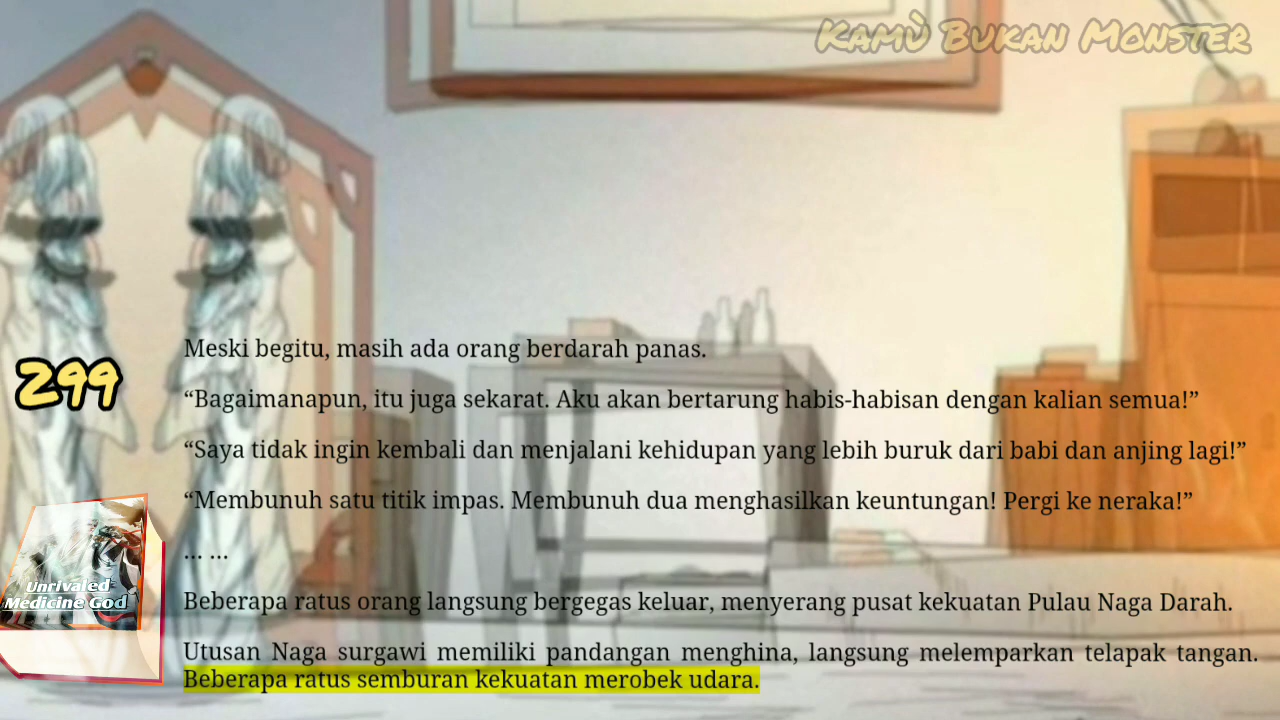 Kamù Bukan Monster
Meski begitu, masih ada orang berdarah panas.
299
“Bagaimanapun, itu juga sekarat. Aku akan bertarung habis-habisan dengan kalian semua!”
“Saya tidak ingin kembali dan menjalani kehidupan yang lebih buruk dari babi dan anjing lagi!”
“Membunuh satu titik impas. Membunuh dua menghasilkan keuntungan! Pergi ke neraka!”
... ...
Unrivaled
Medicine God
Beberapa ratus orang langsung bergegas keluar, menyerang pusat kekuatan Pulau Naga Darah.
Utusan Naga surgawi memiliki pandangan menghina, langsung melemparkan telapak tangan.
Beberapa ratus semburan kekuatan merobek udara.